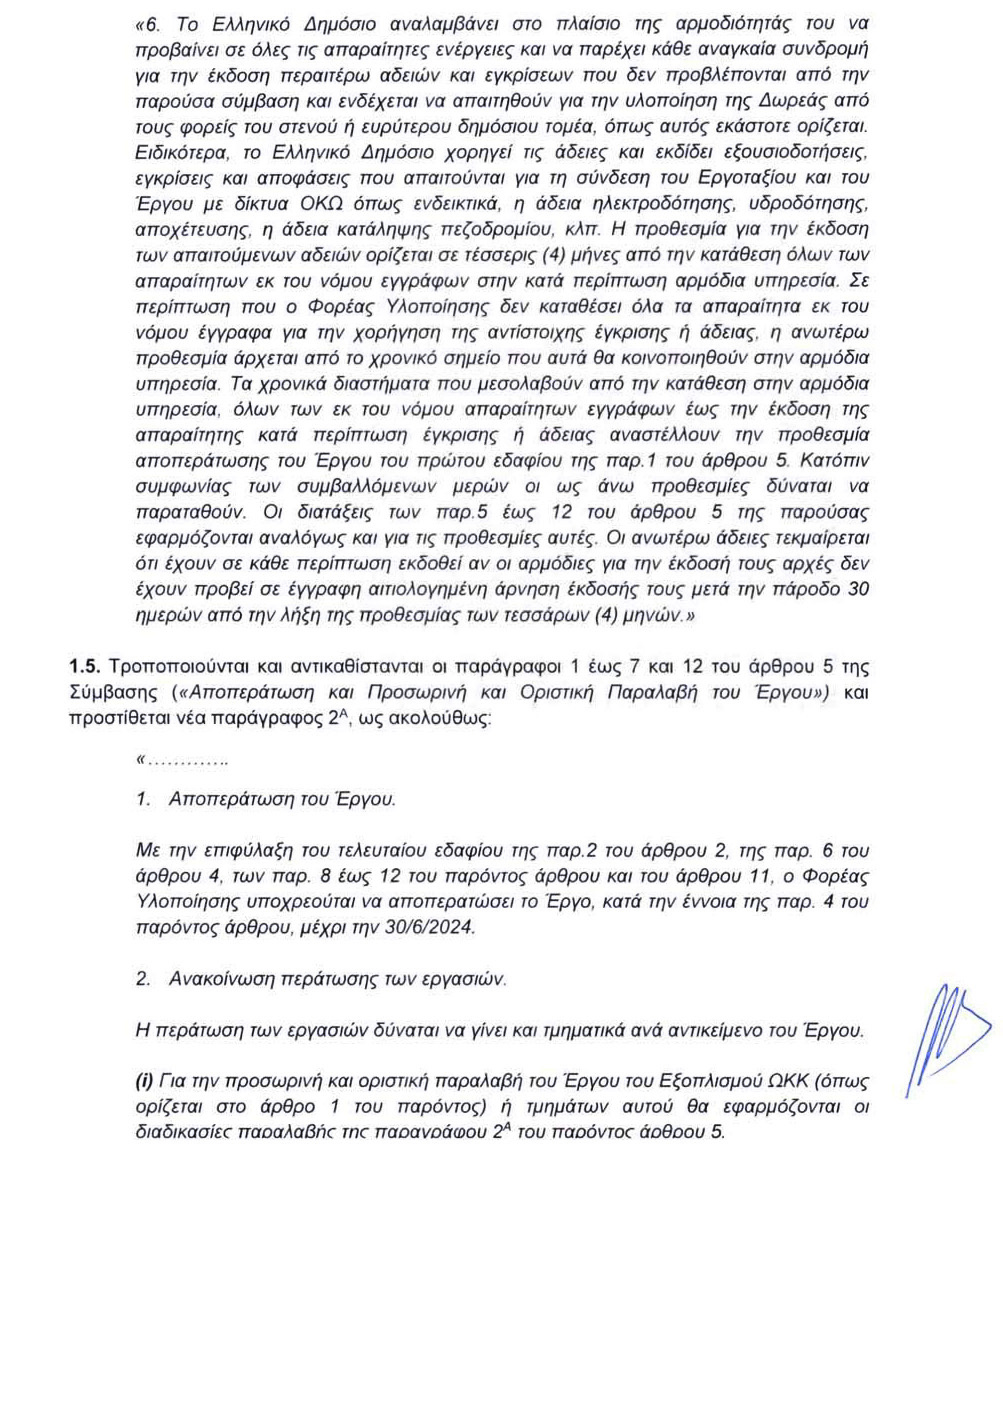 «6. Το Ελληνικό Δημόσιο αναλαμβάνει στο πλαίσιο της αρμοδιότητάς του να
προβαίνει σε όλες τις απαραίτητες ενέργειες και να παρέχει κάθε αναγκαία συνδρομή
για την έκδοση περαιτέρω αδειών και εγκρίσεων που δεν προβλέπονται από την
παρούσα σύμβαση και ενδέχεται να απαιτηθούν για την υλοποίηση της Δωρεάς από
τους φορείς του στενού ή ευρύτερου δημόσιου τομέα, όπως αυτός εκάστοτε ορίζεται.
Ειδικότερα, το Ελληνικό Δημόσιο χορηγεί τις άδειες και εκδίδει εξουσιοδοτήσεις,
εγκρίσεις και αποφάσεις που απαιτούνται για τη σύνδεση του Εργοταξίου και του
Έργου με δίκτυα ΟΚΩ όπως ενδεικτικά, η άδεια ηλεκτροδότησης, υδροδότησης,
αποχέτευσης, η άδεια κατάληψης πεζοδρομίου, κλπ. Η προθεσμία για την έκδοση
των απαιτούμενων αδειών ορίζεται σε τέσσερις (4) μήνες από την κατάθεση όλων των
απαραίτητων εκ του νόμου εγγράφων στην κατά περίπτωση αρμόδια υπηρεσία. Σε
περίπτωση που ο Φορέας Υλοποίησης δεν καταθέσει όλα τα απαραίτητα εκ του
νόμου έγγραφα για την χορήγηση της αντίστοιχης έγκρισης ή άδειας, η ανωτέρω
προθεσμία άρχεται από το χρονικό σημείο που αυτά θα κοινοποιηθούν στην αρμόδια
υπηρεσία. Τα χρονικά διαστήματα που μεσολαβούν από την κατάθεση στην αρμόδια
υπηρεσία, όλων των εκ του νόμου απαραίτητων εγγράφων έως την έκδοση της
απαραίτητης κατά περίπτωση έγκρισης ή άδειας αναστέλλουν την προθεσμία
αποπεράτωσης του Έργου του πρώτου εδαφίου της παρ.1 του άρθρου 5. Κατόπιν
συμφωνίας των συμβαλλόμενων μερών οι ως άνω προθεσμίες δύναται να
παραταθούν. Οι διατάξεις των παρ.5 έως 12 του άρθρου 5 της παρούσας
εφαρμόζονται αναλόγως και για τις προθεσμίες αυτές. Οι ανωτέρω άδειες τεκμαίρεται
ότι έχουν σε κάθε περίπτωση εκδοθεί αν οι αρμόδιες για την έκδοσή τους αρχές δεν
έχουν προβεί σε έγγραφη αιτιολογημένη άρνηση έκδοσής τους μετά την πάροδο 30
ημερών από την λήξη της προθεσμίας των τεσσάρων (4) μηνών.»
1.5. Τροποποιούνται και αντικαθίστανται οι παράγραφοι 1 έως 7 και 12 του άρθρου 5 της
Σύμβασης («Αποπεράτωση και Προσωρινή και Οριστική Παραλαβή του Έργου») και
προστίθεται νέα παράγραφος 2Α, ως ακολούθως:
«.............
1. Αποπεράτωση του Έργου.
Με την επιφύλαξη του τελευταίου εδαφίου της παρ.2 του άρθρου 2, της παρ. 6 του
άρθρου 4, των παρ. 8 έως 12 του παρόντος άρθρου και του άρθρου 11, ο Φορέας
Υλοποίησης υποχρεούται να αποπερατώσει το Έργο, κατά την έννοια της παρ. 4 του
παρόντος άρθρου, μέχρι την 30/6/2024.
2. Ανακοίνωση περάτωσης των εργασιών.
Η περάτωση των εργασιών δύναται να γίνει και τμηματικά ανά αντικείμενο του Έργου.
(i) Για την προσωρινή και οριστική παραλαβή του Έργου του Εξοπλισμού ΩΚΚ (όπως
ορίζεται στο άρθρο 1 του παρόντος) ή τμημάτων αυτού θα εφαρμόζονται οι
διαδικασίες παραλαβής της παραγράφου 2Α του παρόντος άρθρου 5.